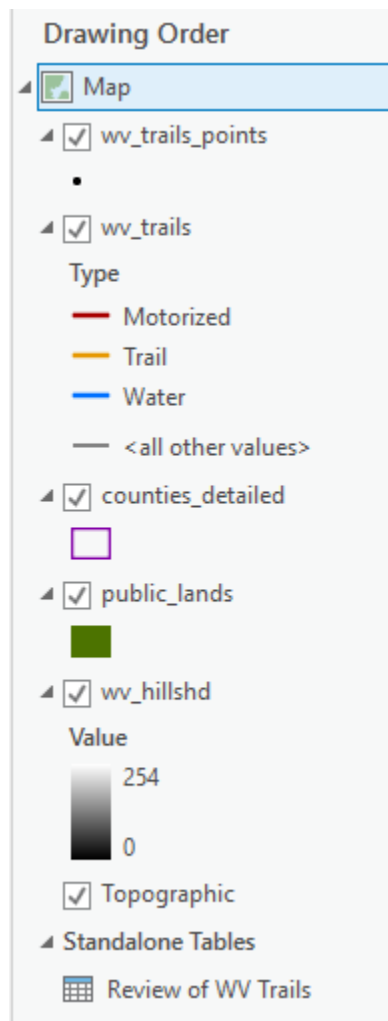 Drawing Order
Map
wv_trails_points
wv_trails
Type
Motorized
Trail
Water
<all other values>
counties_detailed
public_lands
wv_hillshd
Value
254
0
Topographic
Standalone Tables
Review of WV Trails